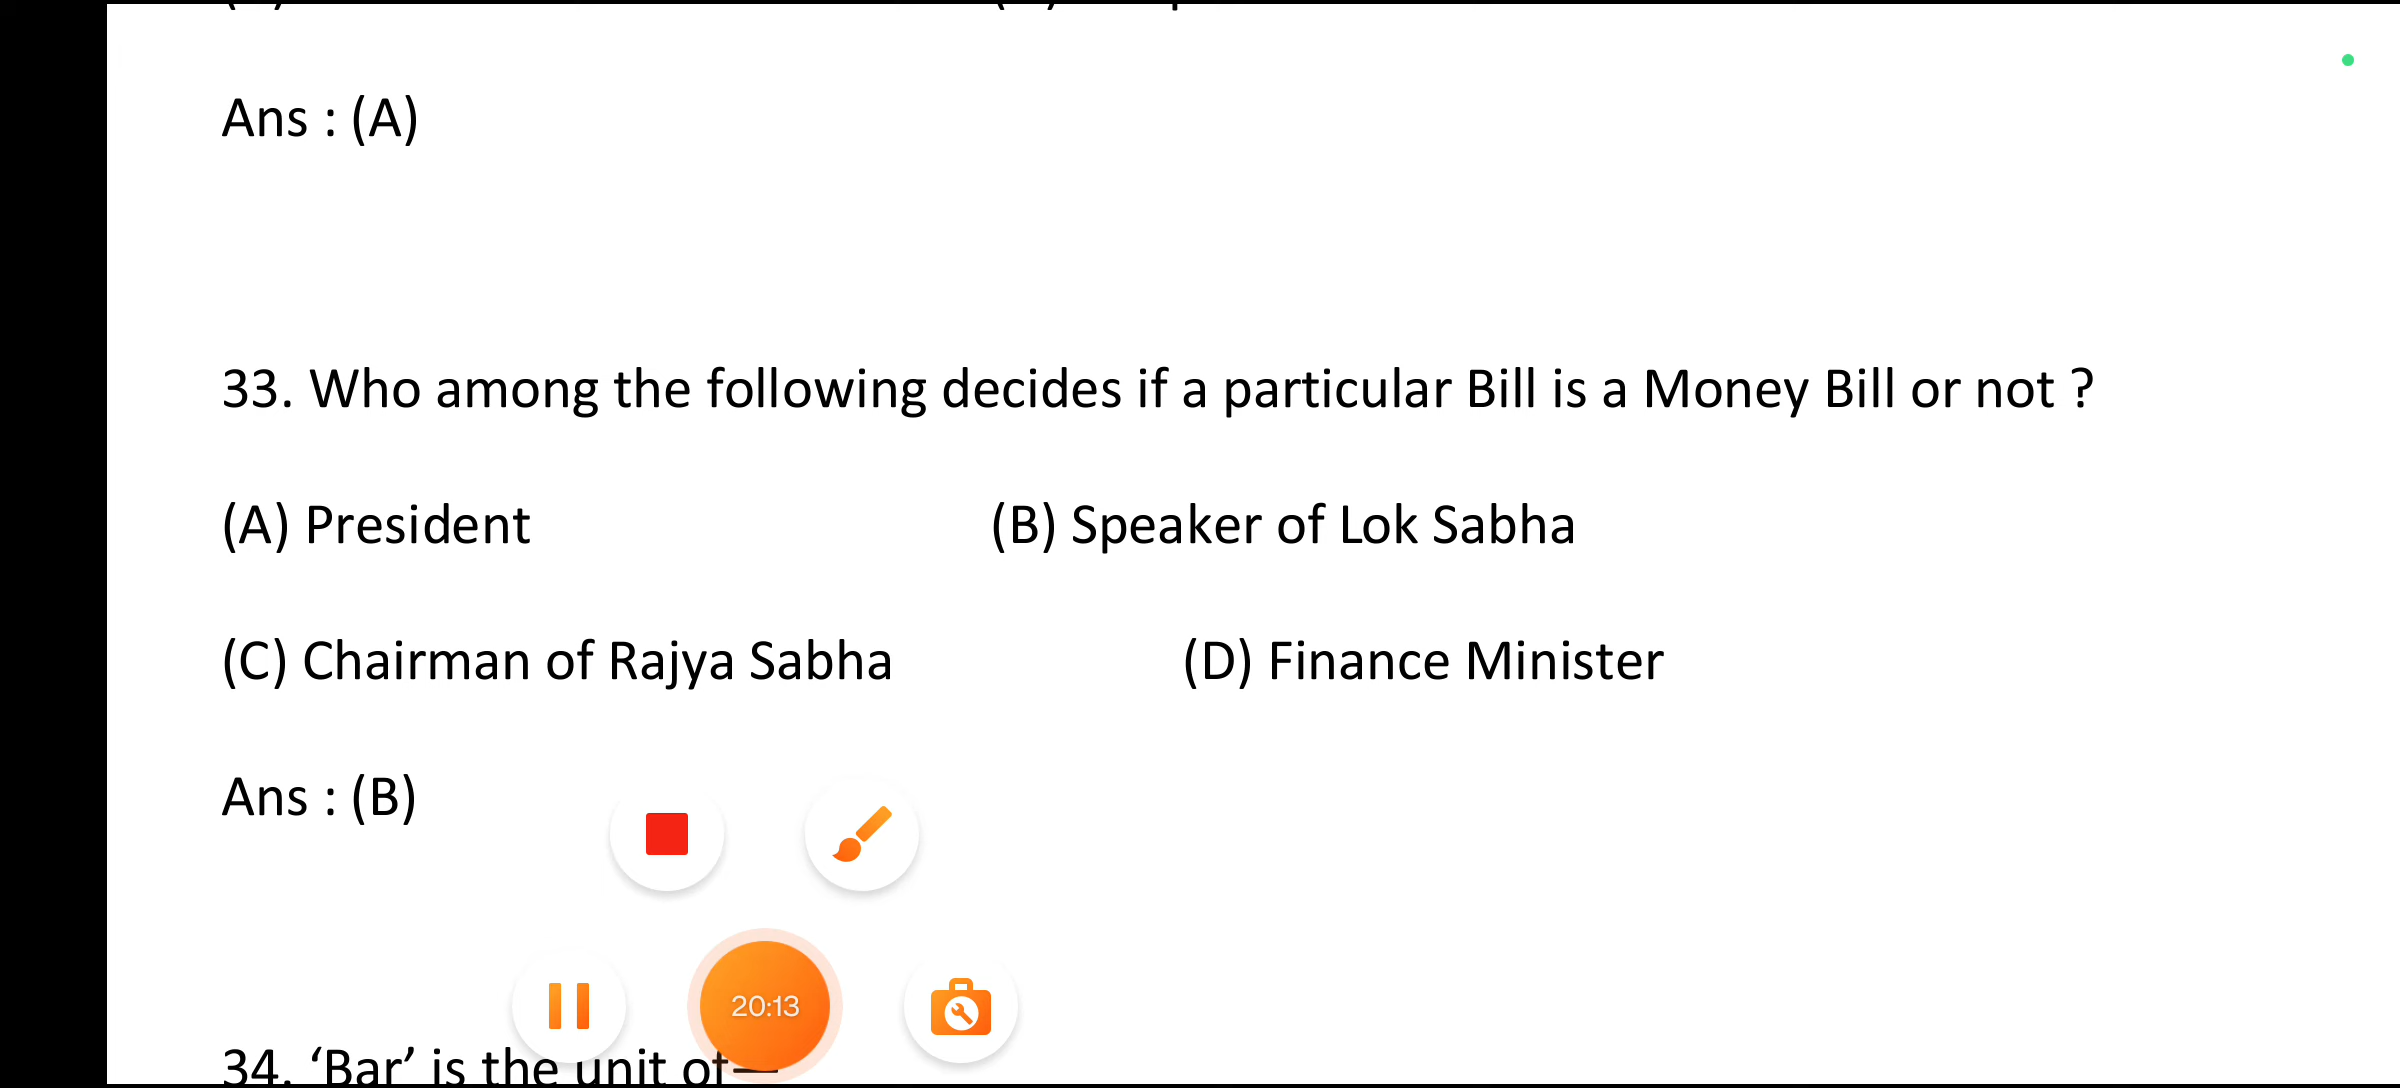 Ans : (A)
33. Who among the following decides if a particular Bill is a Money Bill or not ?
(A) President (B) Speaker of Lok Sabha
(C) Chairman of Rajya Sabha (D) Finance Minister
Ans : (B)
20:13
34. ‘Bar’ is the unit of—